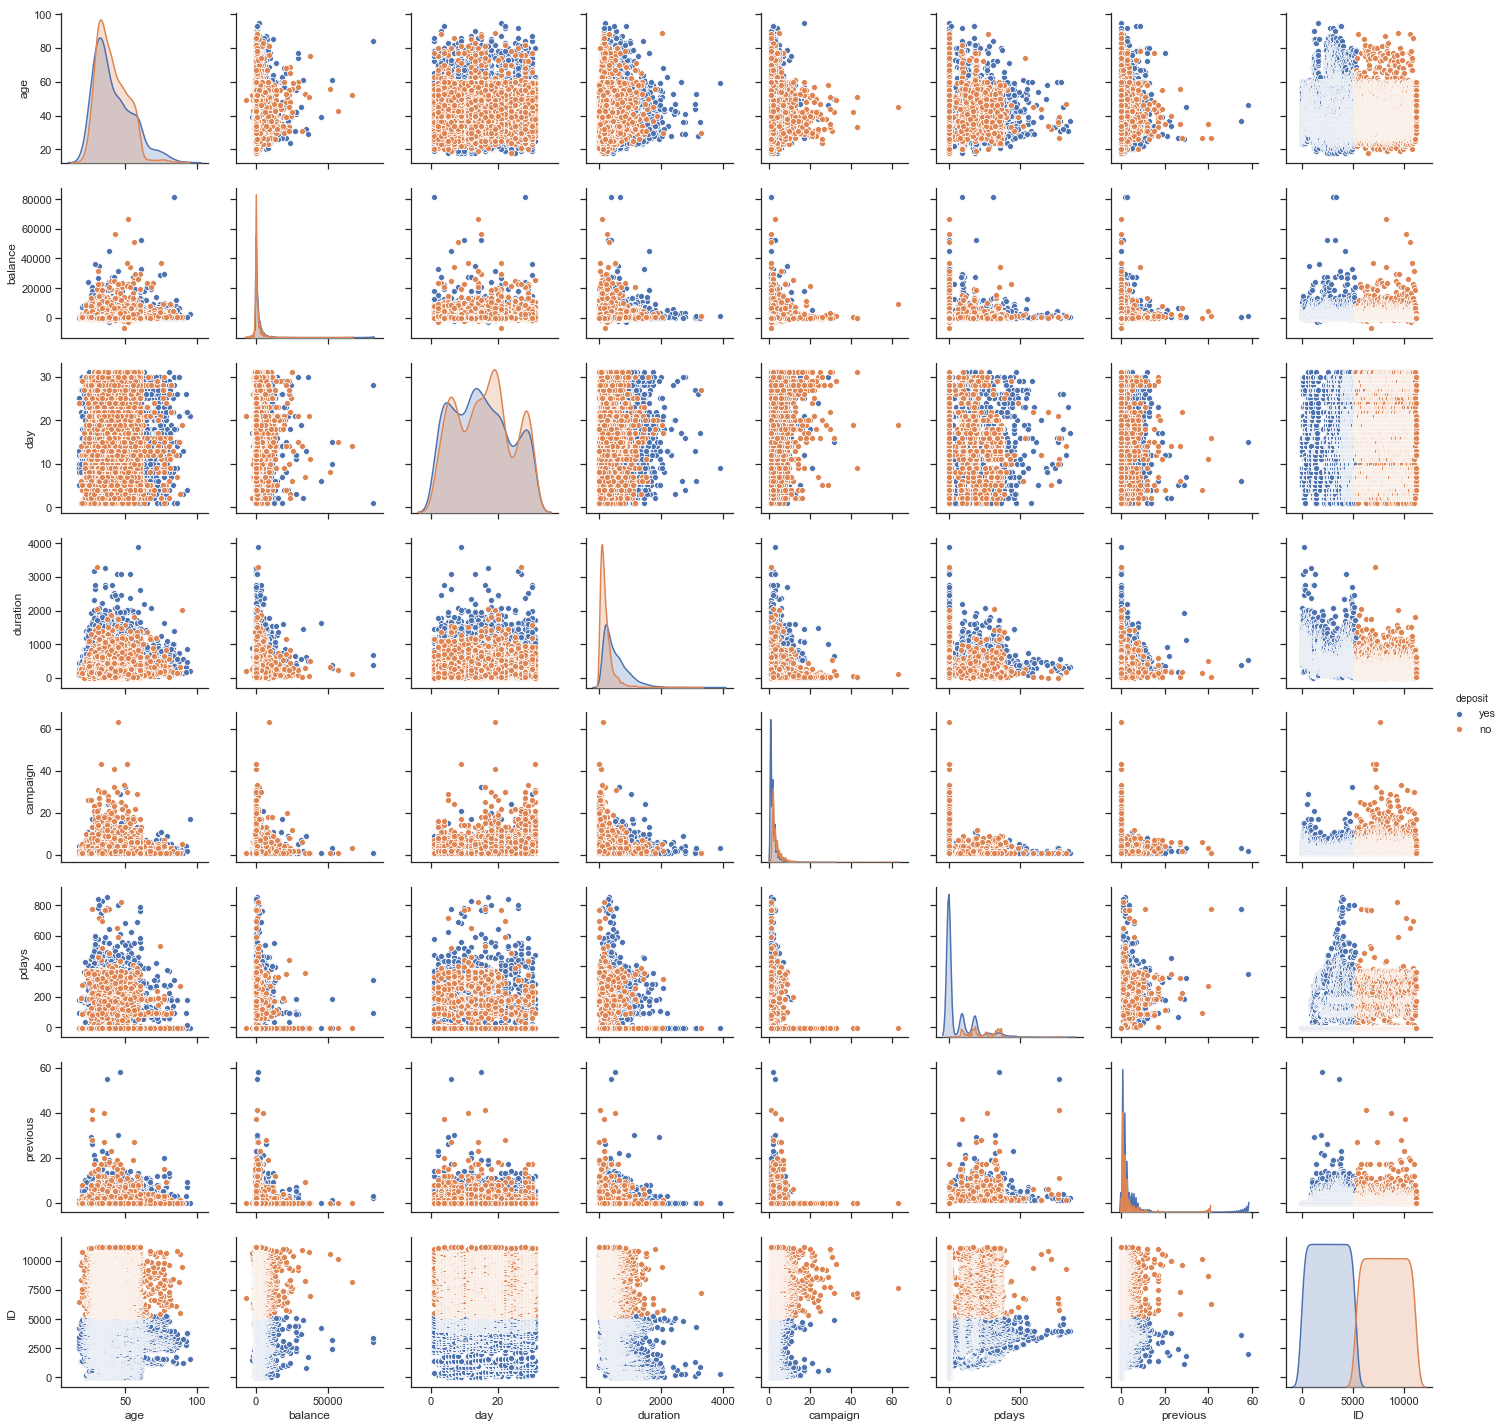 100
80
60
40
20
age
80000
60000
40000
20000
0
balance
30
20
10
0
day
4000
3000
2000
1000
0
duration
deposit
yes
no
60
40
20
0
campaign
800
600
400
200
0
pdays
60
40
20
0
previous
10000
7500
5000
2500
0
ID
50 100
0 50000
0 20
0 2000 4000
0 20 40 60
0 500
0 20 40 60
0 5000 10000
age balance day duration campaign pdays previous ID